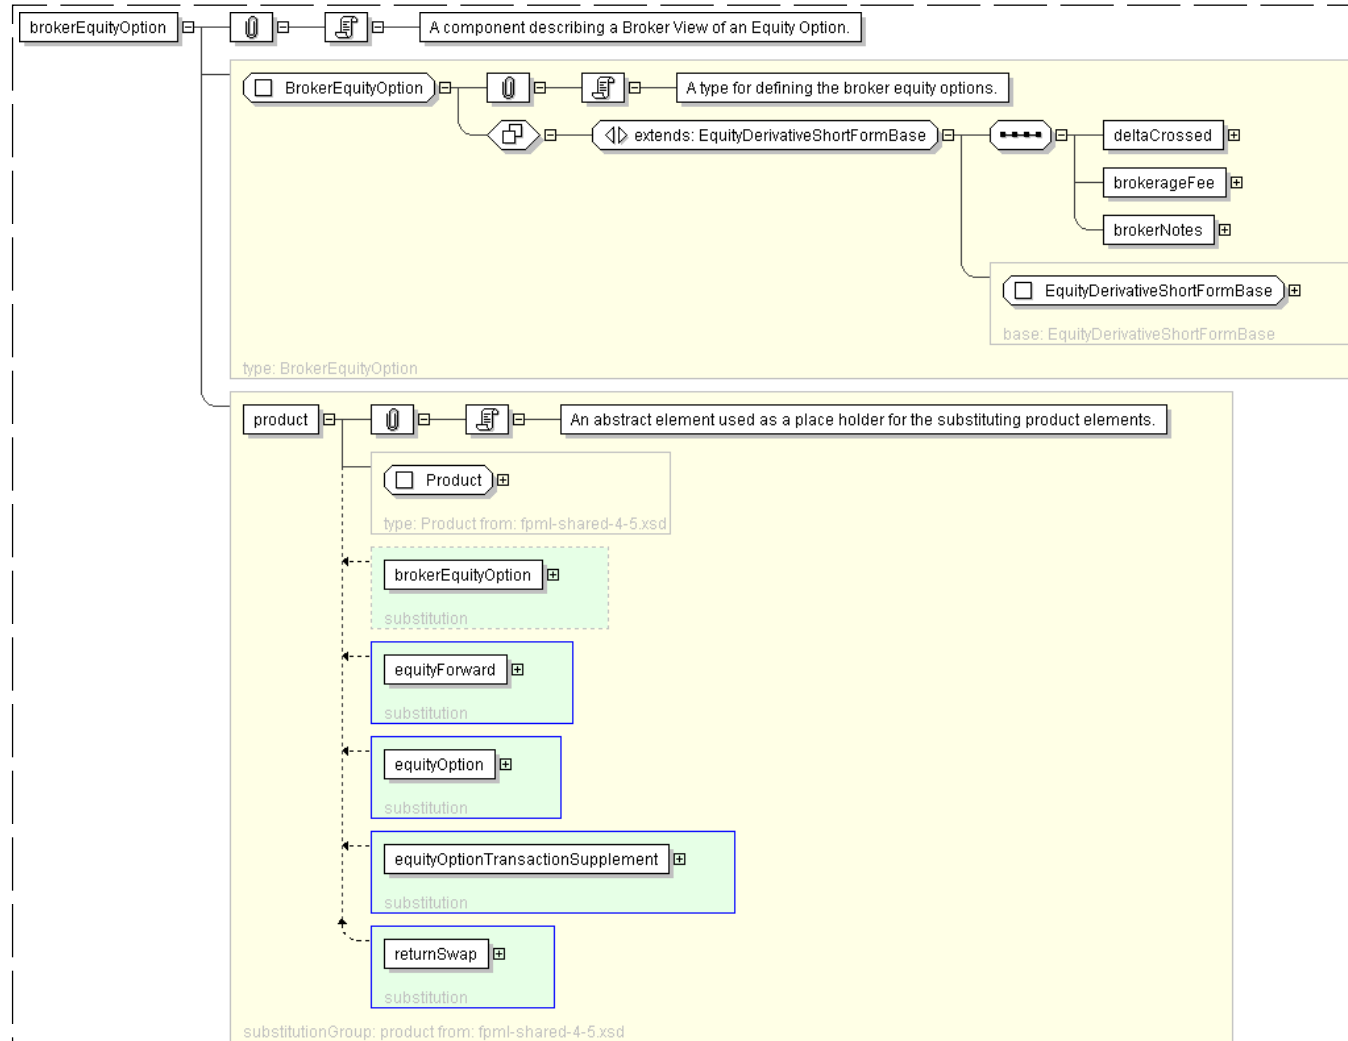 brokerEquityOption
A component describing a Broker View of an Equity Option.
BrokerEquityOption
A type for defining the broker equity options.
extends: EquityDerivativeShortFormBase
deltaCrossed
brokerageFee
brokerNotes
EquityDerivativeShortFormBase
base: EquityDerivativeShortFormBase
type: BrokerEquityOption
product
An abstract element used as a place holder for the substituting product elements.
Product
type: Product from: fpml-shared-4-5.xsd
brokerEquityOption
substitution
equityForward
substitution
equityOption
substitution
equityOptionTransactionSupplement
substitution
returnSwap
substitution
substitutionGroup: product from: fpml-shared-4-5.xsd